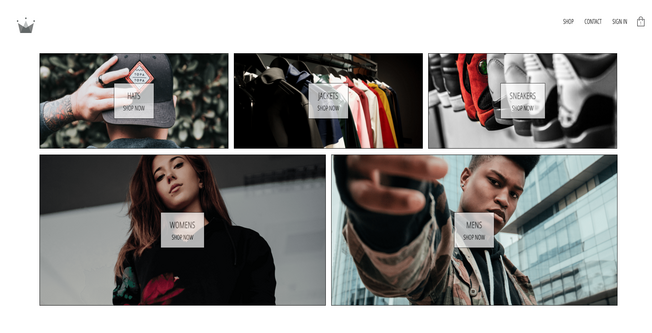 SHOP
CONTACT
SIGN IN
HATS
SHOP NOW
JACKETS
SHOP NOW
SNEAKERS
SHOP NOW
WOMENS
SHOP NOW
MENS
SHOP NOW